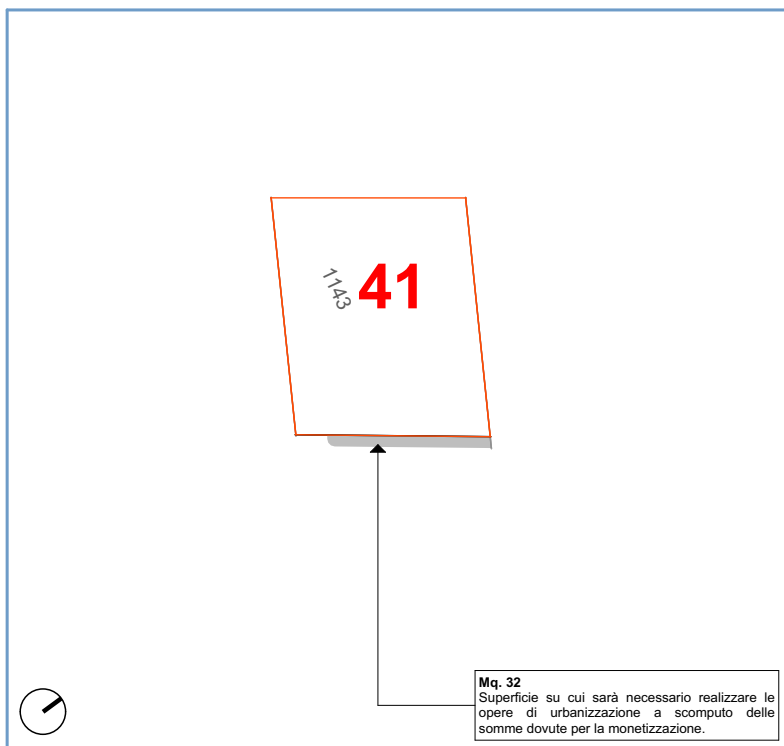 1143
41
Mq. 32
Superficie su cui sarà necessario realizzare le
opere di urbanizzazione a scomputo delle
somme dovute per la monetizzazione.